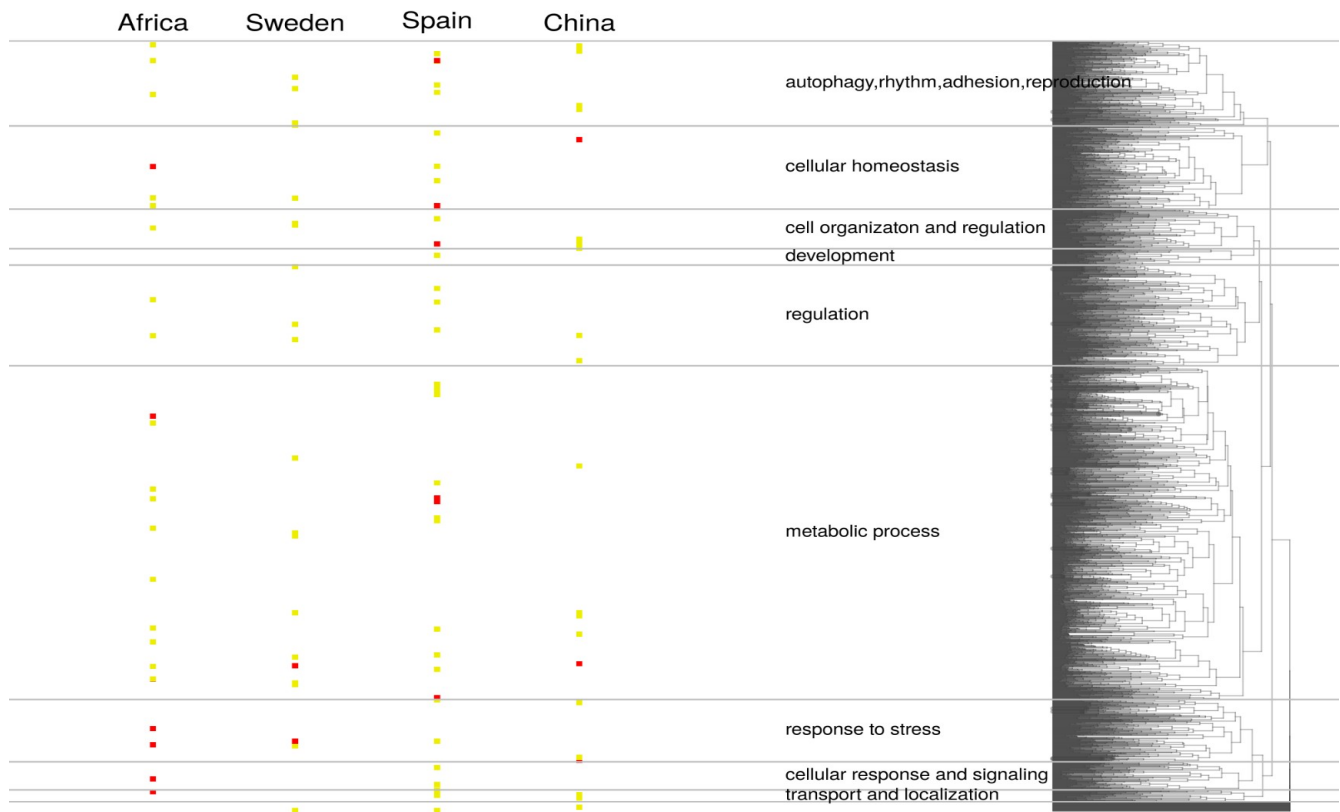 Africa Sweden Spain China
autophagy,rhythm,adhesion,reproduction
cellular homeostasis
cell organizaton and regulation
development
regulation
metabolic process
response to stress
cellular response and signaling
transport and localization